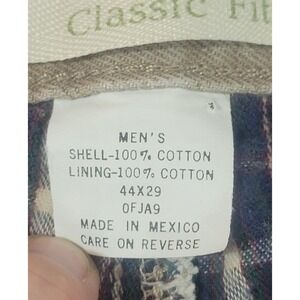 Classic Fit
MEN'S
SHELL-100% COTTON
LINING-100% COTTON
44X29
0FJA9
MADE IN MEXICO
CARE ON REVERSE